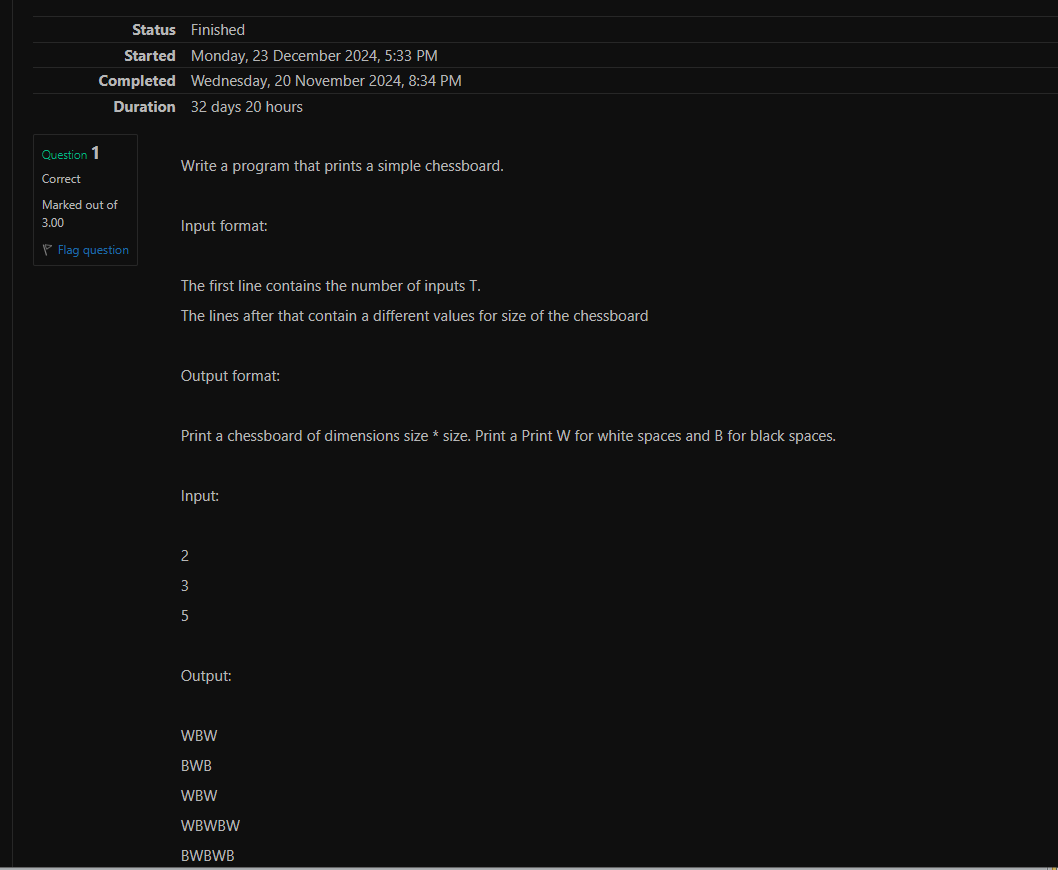 Status Finished
Started Monday, 23 December 2024, 5:33 PM
Completed Wednesday, 20 November 2024, 8:34 PM
Duration 32 days 20 hours
Question 1
Correct
Marked out of
3.00
Flag question
Write a program that prints a simple chessboard.
Input format:
The first line contains the number of inputs T.
The lines after that contain a different values for size of the chessboard
Output format:
Print a chessboard of dimensions size * size. Print a Print W for white spaces and B for black spaces.
Input:
2
3
5
Output:
WBW
BWB
WBW
WBWBW
BWBWB